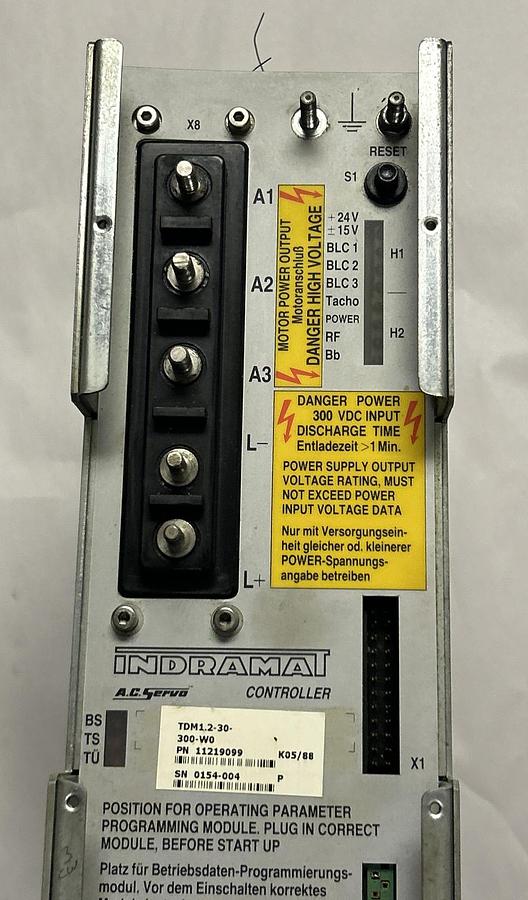 X8
RESET
S1
A1
A2
A3
L−
L+
MOTOR POWER OUTPUT
Motoranschluß
DANGER HIGH VOLTAGE
+24V
±15V
BLC 1
BLC 2
BLC 3
Tacho
POWER
RF
Bb
H1
H2
DANGER POWER
300 VDC INPUT
DISCHARGE TIME
Entladezeit >1 Min.
POWER SUPPLY OUTPUT
VOLTAGE RATING, MUST
NOT EXCEED POWER
INPUT VOLTAGE DATA
Nur mit Versorgungsein-
heit gleicher od. kleinerer
POWER-Spannungs-
angabe betreiben
INDRAMAT
A.C. Servo CONTROLLER
BS
TS
TÜ
TDM1.2-30-
300-W0
PN 11219099 K05/88
SN 0154-004 P
X1
POSITION FOR OPERATING PARAMETER
PROGRAMMING MODULE. PLUG IN CORRECT
MODULE, BEFORE START UP
Platz für Betriebsdaten-Programmierungs-
modul. Vor dem Einschalten korrektes